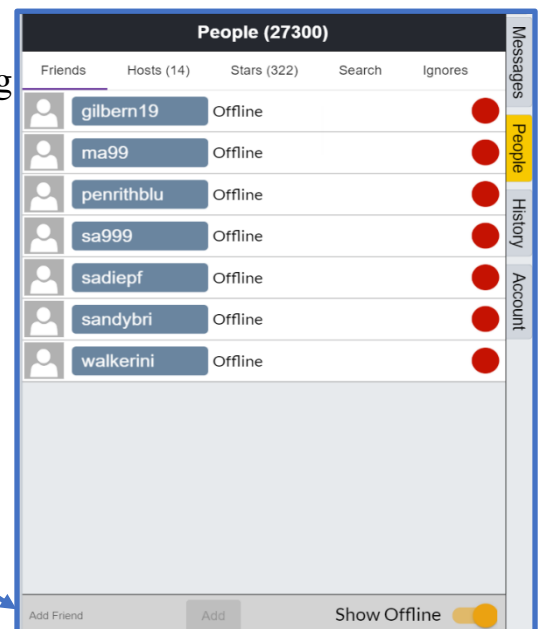 People (27300)
Friends Hosts (14) Stars (322) Search Ignores
gilbern19 Offline
ma99 Offline
penrithblu Offline
sa999 Offline
sadiepf Offline
sandybri Offline
walkerini Offline
Add Friend Add Show Offline
Messages
People
History
Account
g